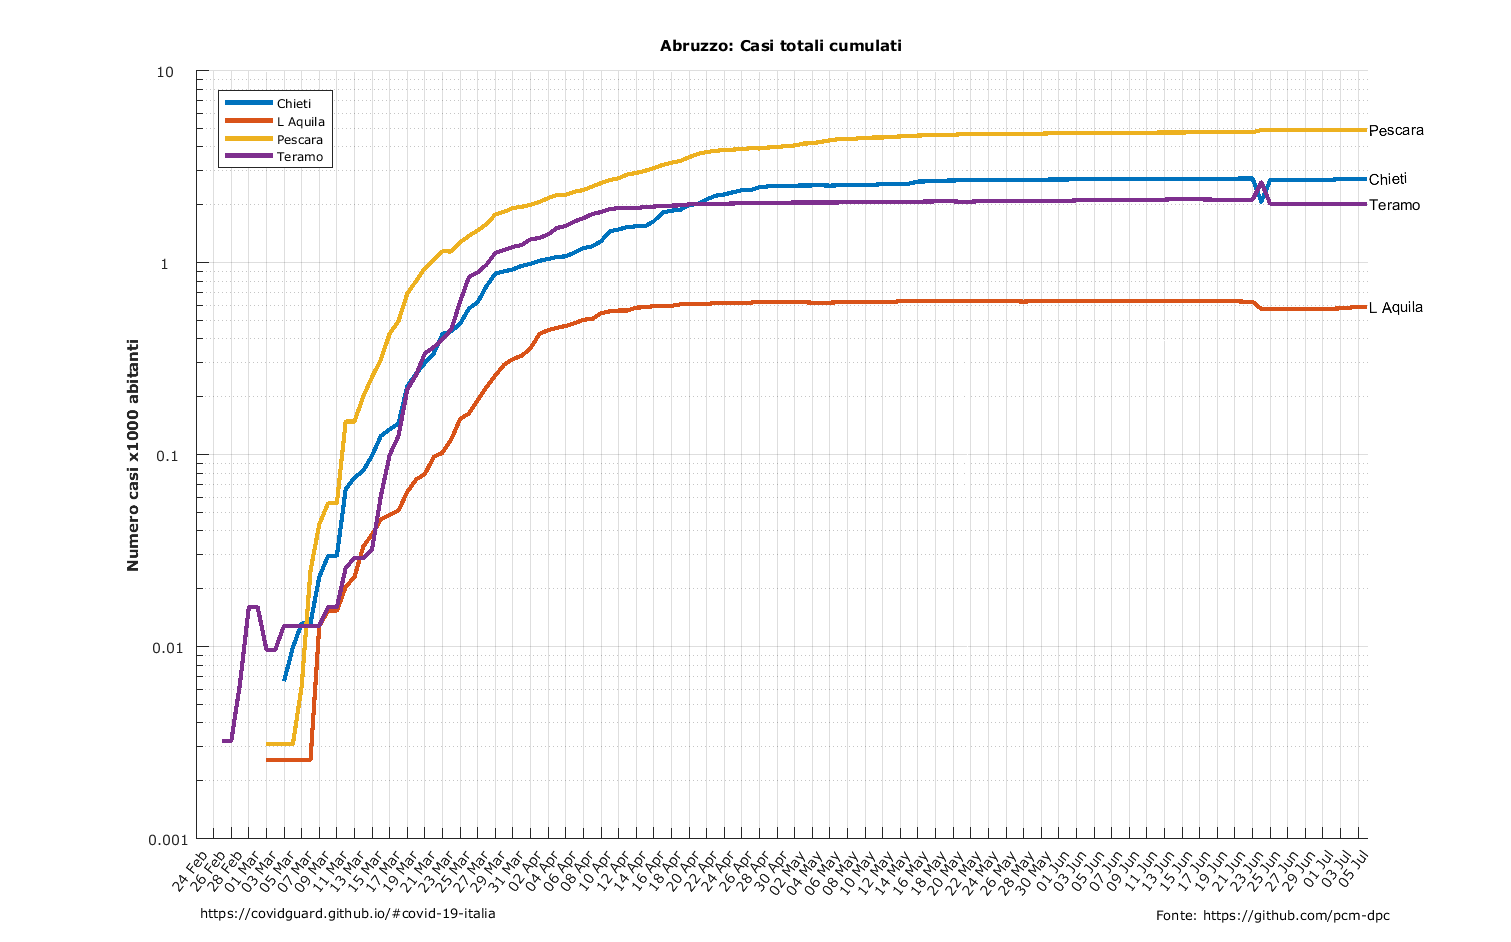 Abruzzo: Casi totali cumulati
10
1
0.1
0.01
0.001
Numero casi x1000 abitanti
Chieti
L Aquila
Pescara
Teramo
Pescara
Chieti
Teramo
L Aquila
24 Feb
26 Feb
28 Feb
01 Mar
03 Mar
05 Mar
07 Mar
09 Mar
11 Mar
13 Mar
15 Mar
17 Mar
19 Mar
21 Mar
23 Mar
25 Mar
27 Mar
29 Mar
31 Mar
02 Apr
04 Apr
06 Apr
08 Apr
10 Apr
12 Apr
14 Apr
16 Apr
18 Apr
20 Apr
22 Apr
24 Apr
26 Apr
28 Apr
30 Apr
02 May
04 May
06 May
08 May
10 May
12 May
14 May
16 May
18 May
20 May
22 May
24 May
26 May
28 May
30 May
01 Jun
03 Jun
05 Jun
07 Jun
09 Jun
11 Jun
13 Jun
15 Jun
17 Jun
19 Jun
21 Jun
23 Jun
25 Jun
27 Jun
29 Jun
01 Jul
03 Jul
05 Jul
https://covidguard.github.io/#covid-19-italia
Fonte: https://github.com/pcm-dpc